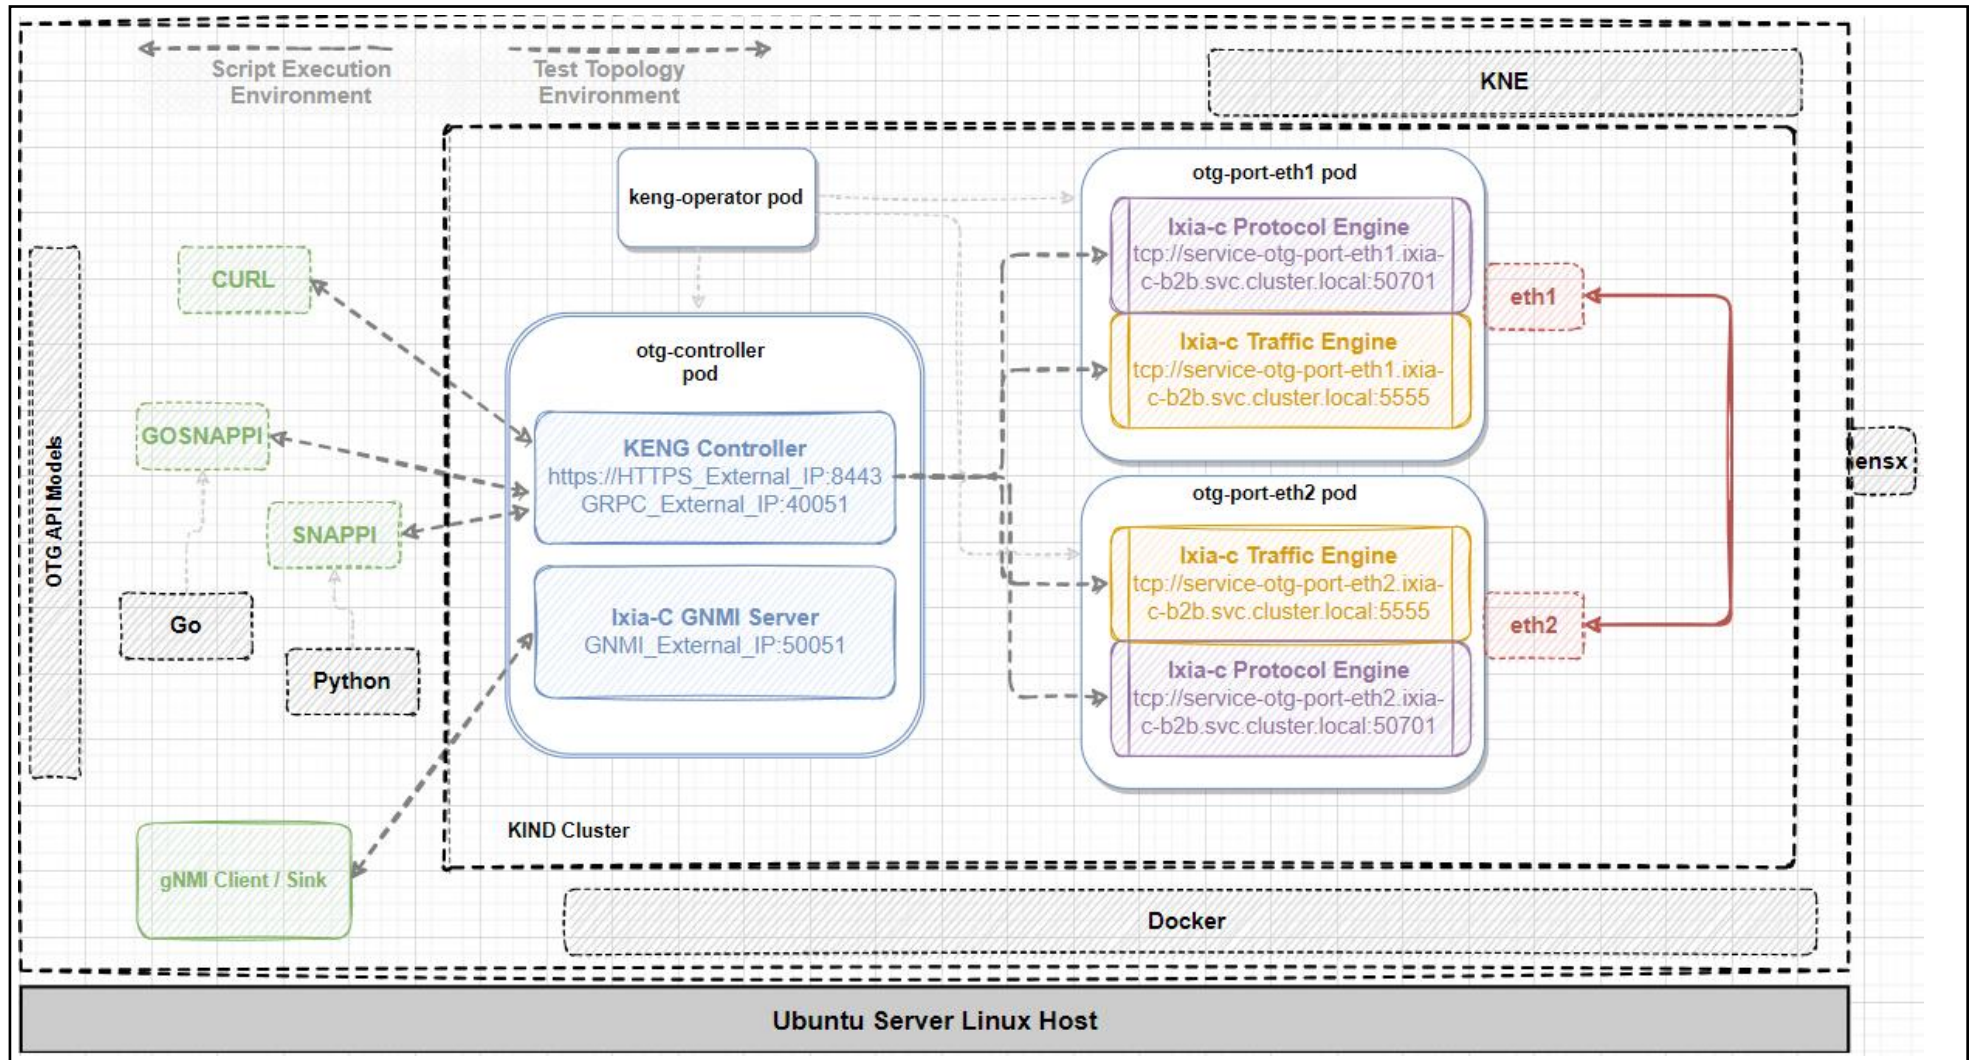 Script Execution
Environment
Test Topology
Environment
KNE
keng-operator pod
otg-port-eth1 pod
Ixia-c Protocol Engine
tcp://service-otg-port-eth1.ixia-
c-b2b.svc.cluster.local:50701
Ixia-c Traffic Engine
tcp://service-otg-port-eth1.ixia-
c-b2b.svc.cluster.local:5555
eth1
CURL
GOSNAPPI
SNAPPI
Go
Python
OTG API Models
otg-controller
pod
KENG Controller
https://HTTPS_External_IP:8443
GRPC_External_IP:40051
Ixia-C GNMI Server
GNMI_External_IP:50051
otg-port-eth2 pod
Ixia-c Traffic Engine
tcp://service-otg-port-eth2.ixia-
c-b2b.svc.cluster.local:5555
Ixia-c Protocol Engine
tcp://service-otg-port-eth2.ixia-
c-b2b.svc.cluster.local:50701
eth2
ensx
KIND Cluster
gNMI Client / Sink
Docker
Ubuntu Server Linux Host